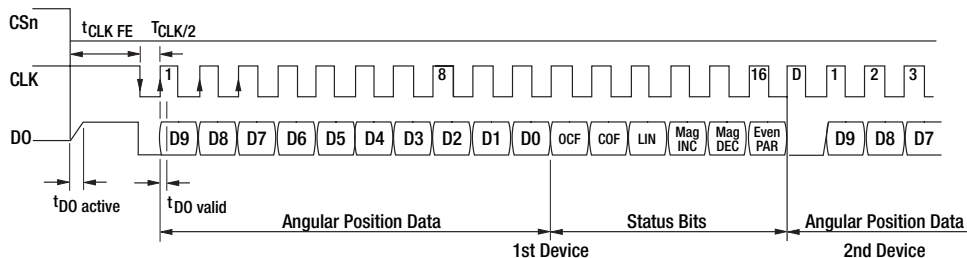 CSn
tCLK FE TCLK/2
CLK 1 8 16 D 1 2 3
DO D9 D8 D7 D6 D5 D4 D3 D2 D1 D0 OCF COF LIN Mag INC Mag DEC Even PAR D9 D8 D7
tDO active tDO valid
Angular Position Data Status Bits Angular Position Data
1st Device 2nd Device